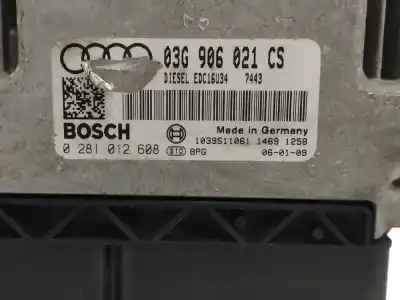 03G 906 021 CS
DIESEL EDC16U34 7443
BOSCH
Made in Germany
0 281 012 608
1039S11061 1469 1258
S10 BPG 06-01-09